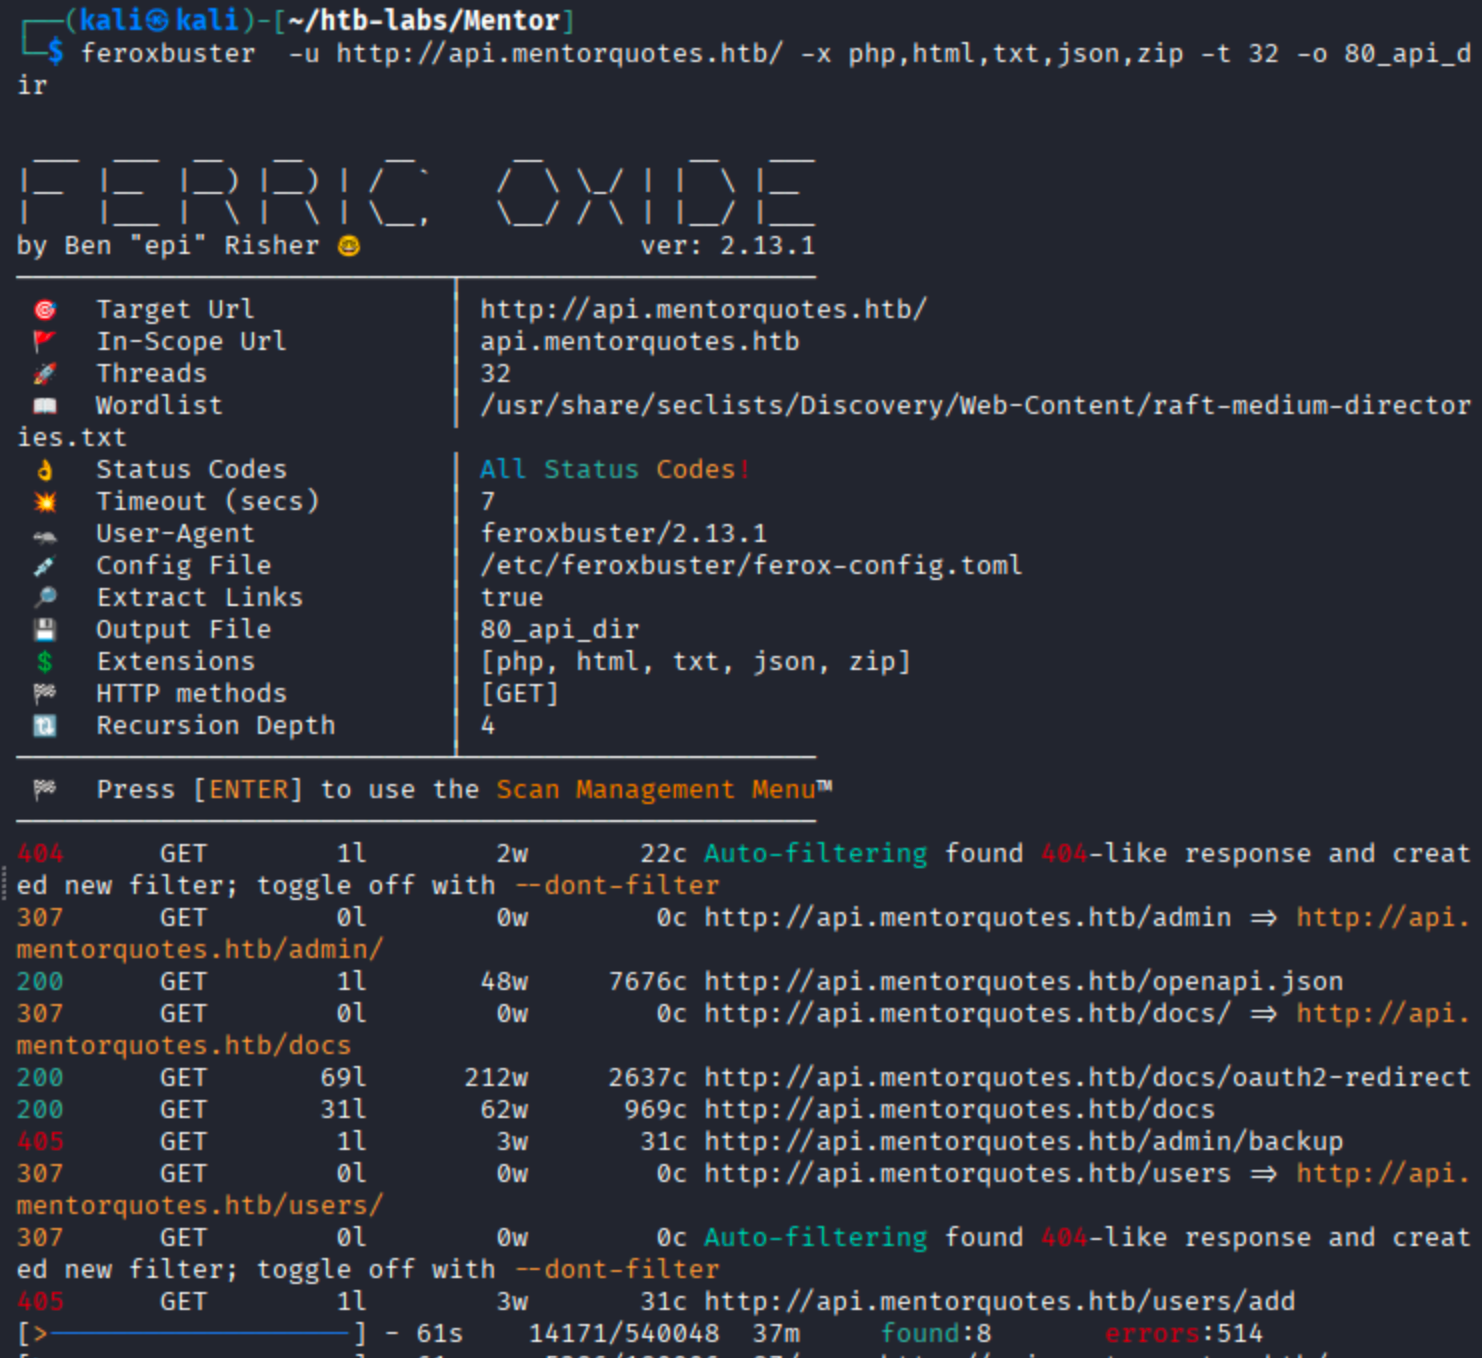 (kali㉿kali)-[~/htb-labs/Mentor]
$ feroxbuster  -u http://api.mentorquotes.htb/ -x php,html,txt,json,zip -t 32 -o 80_api_d
ir
FERRIC OXIDE
by Ben "epi" Risher 🤓 ver: 2.13.1
🎯 Target Url │ http://api.mentorquotes.htb/
🚩 In-Scope Url │ api.mentorquotes.htb
🚀 Threads │ 32
📖 Wordlist │ /usr/share/seclists/Discovery/Web-Content/raft-medium-director
ies.txt
👌 Status Codes │ All Status Codes!
💥 Timeout (secs) │ 7
🦡 User-Agent │ feroxbuster/2.13.1
💉 Config File │ /etc/feroxbuster/ferox-config.toml
🔎 Extract Links │ true
💾 Output File │ 80_api_dir
💲 Extensions │ [php, html, txt, json, zip]
🏁 HTTP methods │ [GET]
🔃 Recursion Depth │ 4
🏁 Press [ENTER] to use the Scan Management Menu™
404 GET 1l 2w 22c Auto-filtering found 404-like response and creat
ed new filter; toggle off with --dont-filter
307 GET 0l 0w 0c http://api.mentorquotes.htb/admin => http://api.
mentorquotes.htb/admin/
200 GET 1l 48w 7676c http://api.mentorquotes.htb/openapi.json
307 GET 0l 0w 0c http://api.mentorquotes.htb/docs/ => http://api.
mentorquotes.htb/docs
200 GET 69l 212w 2637c http://api.mentorquotes.htb/docs/oauth2-redirect
200 GET 31l 62w 969c http://api.mentorquotes.htb/docs
405 GET 1l 3w 31c http://api.mentorquotes.htb/admin/backup
307 GET 0l 0w 0c http://api.mentorquotes.htb/users => http://api.
mentorquotes.htb/users/
307 GET 0l 0w 0c Auto-filtering found 404-like response and creat
ed new filter; toggle off with --dont-filter
405 GET 1l 3w 31c http://api.mentorquotes.htb/users/add
[>-------------------] - 61s 14171/540048 37m found:8 errors:514